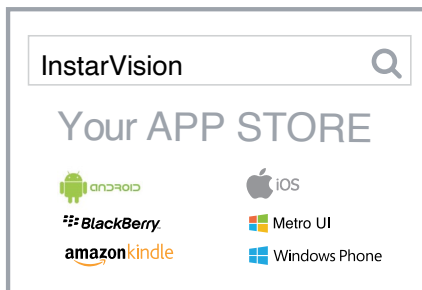 InstarVision
Your APP STORE
android
iOS
BlackBerry.
Metro UI
amazonkindle
Windows Phone